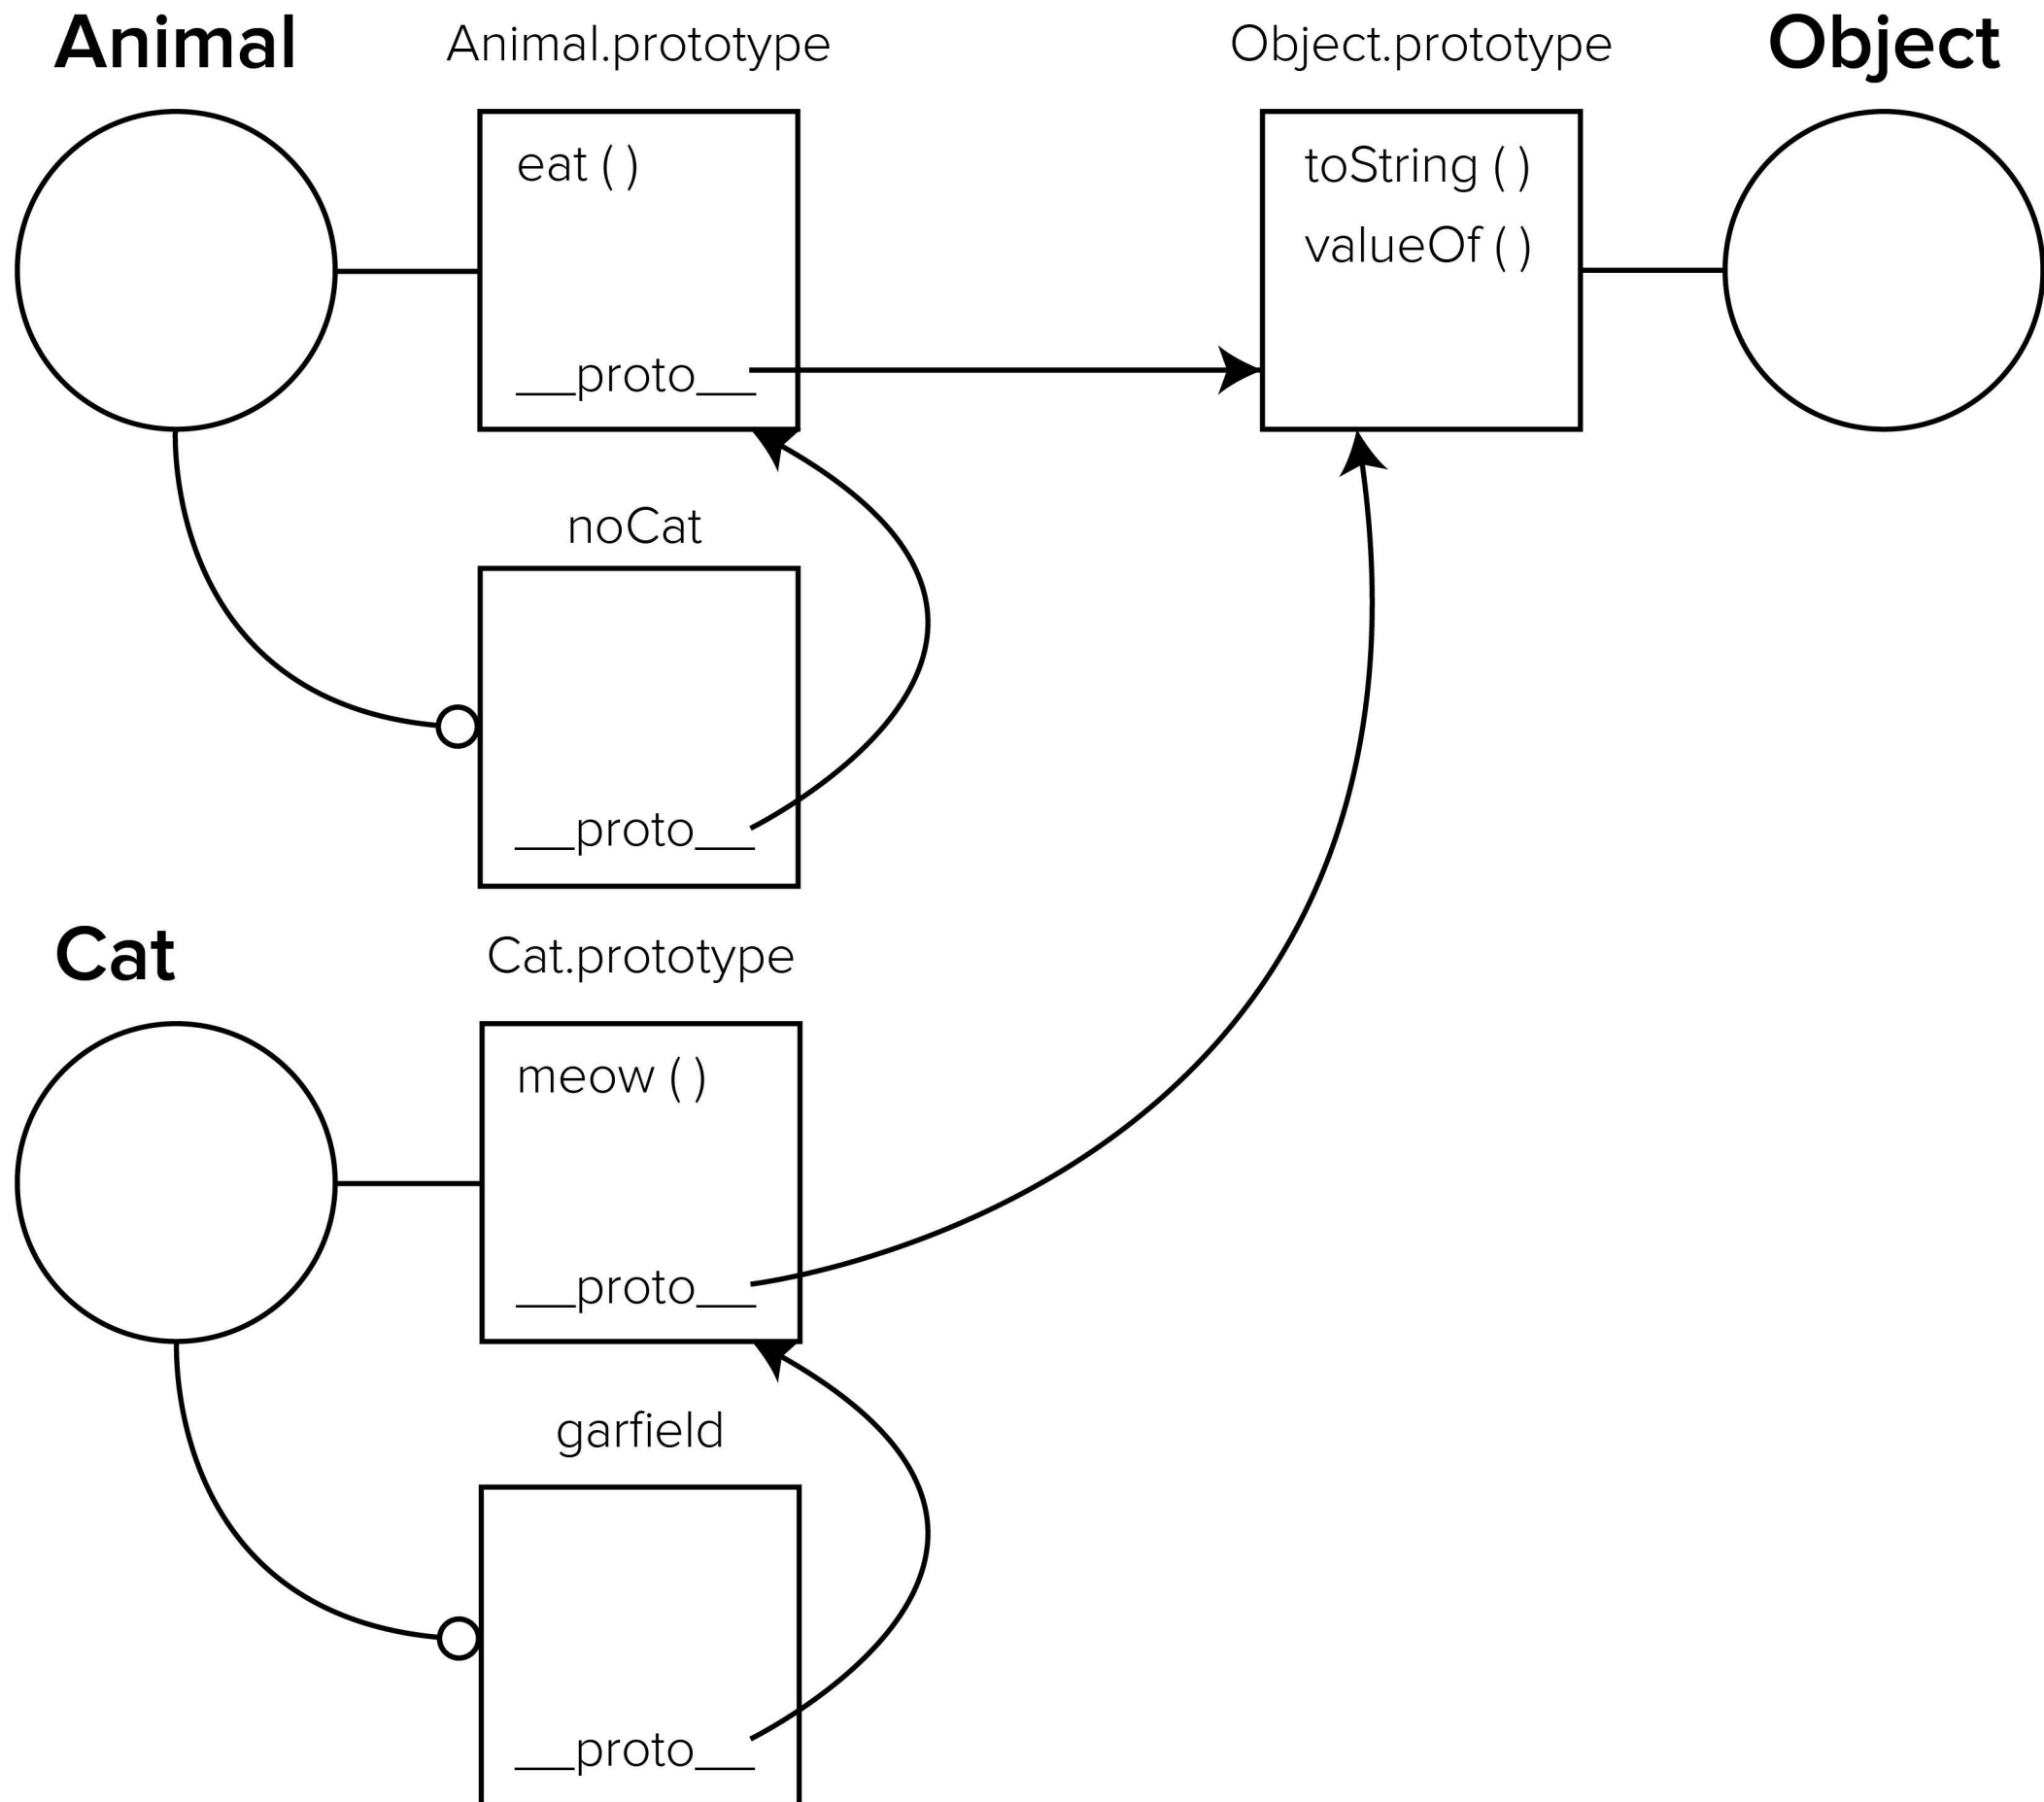 Animal
Animal.prototype
Object.prototype
Object
eat ( )
__proto__
toString ( )
valueOf ( )
noCat
__proto__
Cat
Cat.prototype
meow ( )
__proto__
garfield
__proto__